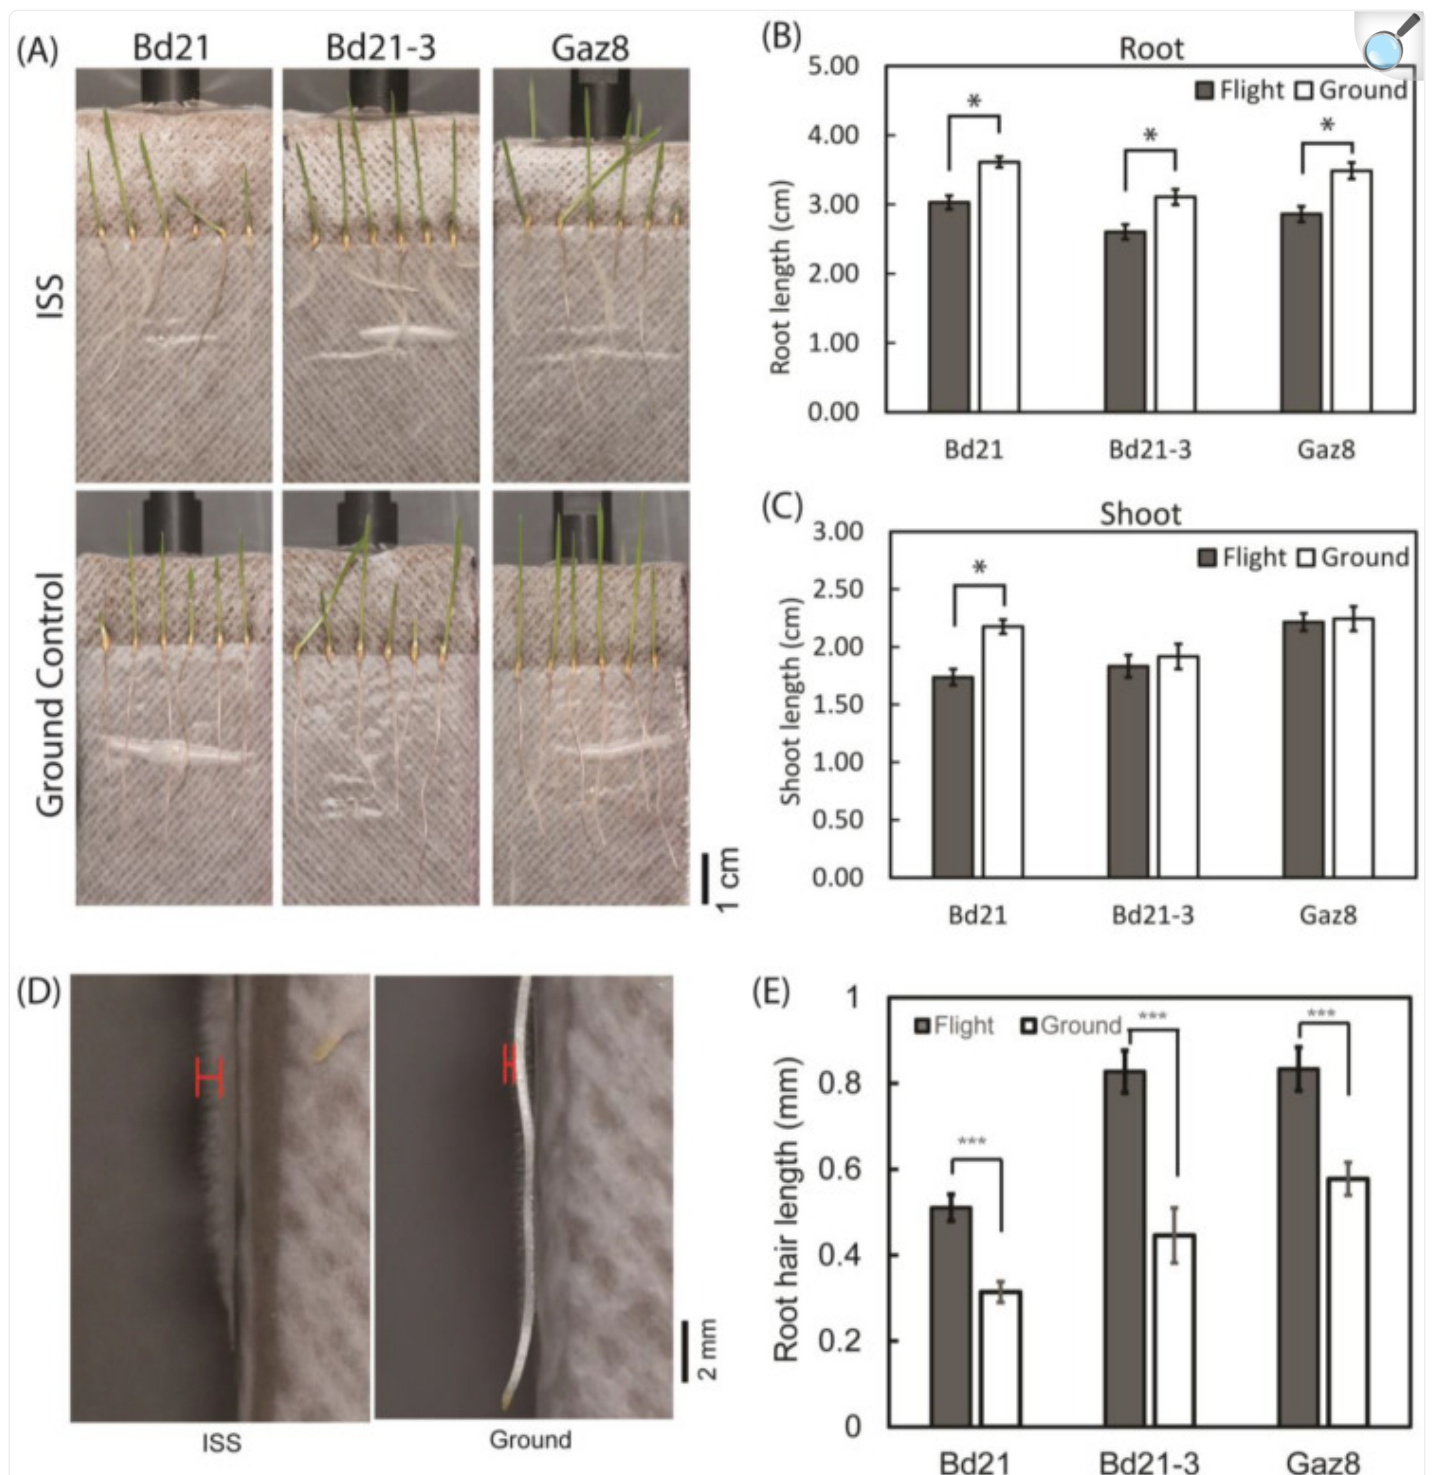 (A) Bd21 Bd21-3 Gaz8
ISS
Ground Control
1 cm
(B) Root
Flight Ground
* * *
Root length (cm)
5.00
4.00
3.00
2.00
1.00
0.00
Bd21 Bd21-3 Gaz8
(C) Shoot
Flight Ground
*
Shoot length (cm)
3.00
2.50
2.00
1.50
1.00
0.50
0.00
Bd21 Bd21-3 Gaz8
(D)
2 mm
ISS Ground
(E)
Flight Ground
*** *** ***
Root hair length (mm)
1
0.8
0.6
0.4
0.2
0
Bd21 Bd21-3 Gaz8